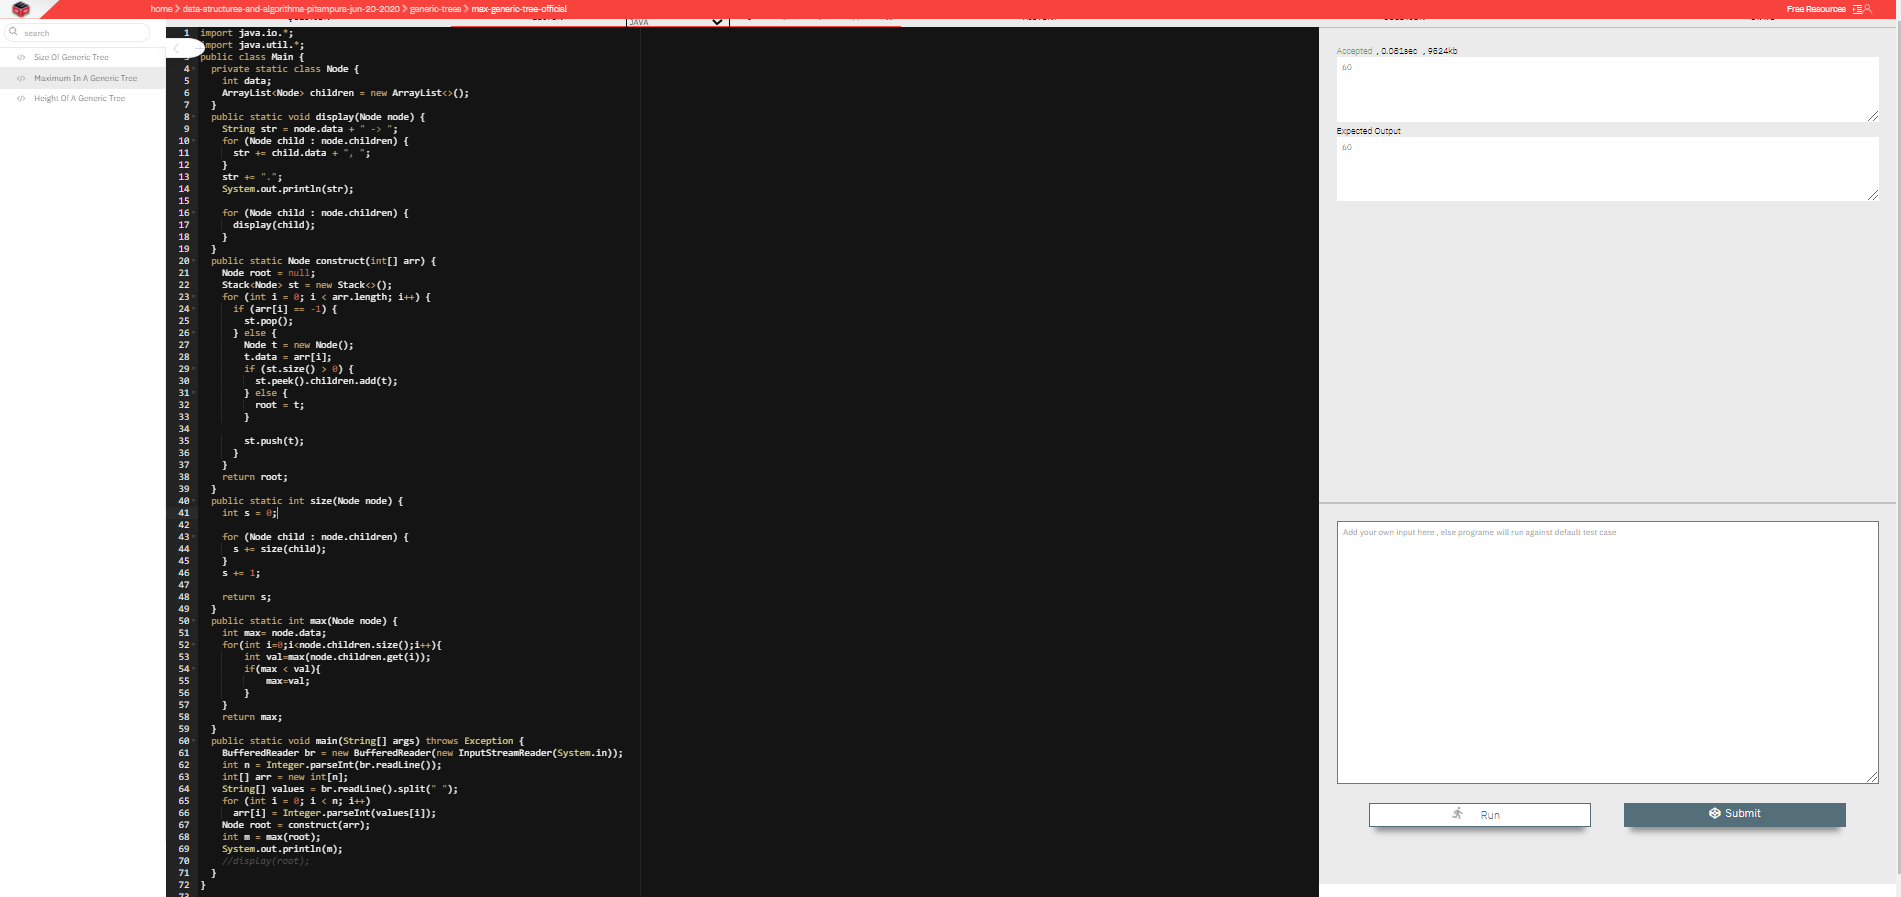 home > data-structures-and-algorithms-pitampura-jun-20-2020 > generic-trees > max-generic-tree-official
Free Resources
search
Size Of Generic Tree
Maximum In A Generic Tree
Height Of A Generic Tree
JAVA
1 import java.io.*;
import java.util.*;
public class Main {
4 private static class Node {
5 int data;
6 ArrayList<Node> children = new ArrayList<>();
7 }
8 public static void display(Node node) {
9 String str = node.data + " -> ";
10 for (Node child : node.children) {
11 str += child.data + ", ";
12 }
13 str += ".";
14 System.out.println(str);
15
16 for (Node child : node.children) {
17 display(child);
18 }
19 }
20 public static Node construct(int[] arr) {
21 Node root = null;
22 Stack<Node> st = new Stack<>();
23 for (int i = 0; i < arr.length; i++) {
24 if (arr[i] == -1) {
25 st.pop();
26 } else {
27 Node t = new Node();
28 t.data = arr[i];
29 if (st.size() > 0) {
30 st.peek().children.add(t);
31 } else {
32 root = t;
33 }
34
35 st.push(t);
36 }
37 }
38 return root;
39 }
40 public static int size(Node node) {
41 int s = 0;
42
43 for (Node child : node.children) {
44 s += size(child);
45 }
46 s += 1;
47
48 return s;
49 }
50 public static int max(Node node) {
51 int max= node.data;
52 for(int i=0;i<node.children.size();i++){
53 int val=max(node.children.get(i));
54 if(max < val){
55 max=val;
56 }
57 }
58 return max;
59 }
60 public static void main(String[] args) throws Exception {
61 BufferedReader br = new BufferedReader(new InputStreamReader(System.in));
62 int n = Integer.parseInt(br.readLine());
63 int[] arr = new int[n];
64 String[] values = br.readLine().split(" ");
65 for (int i = 0; i < n; i++)
66 arr[i] = Integer.parseInt(values[i]);
67 Node root = construct(arr);
68 int m = max(root);
69 System.out.println(m);
70 //display(root);
71 }
72 }
Accepted , 0.081sec , 9824kb
60
Expected Output
60
Add your own input here , else programe will run against default test case
Run
Submit